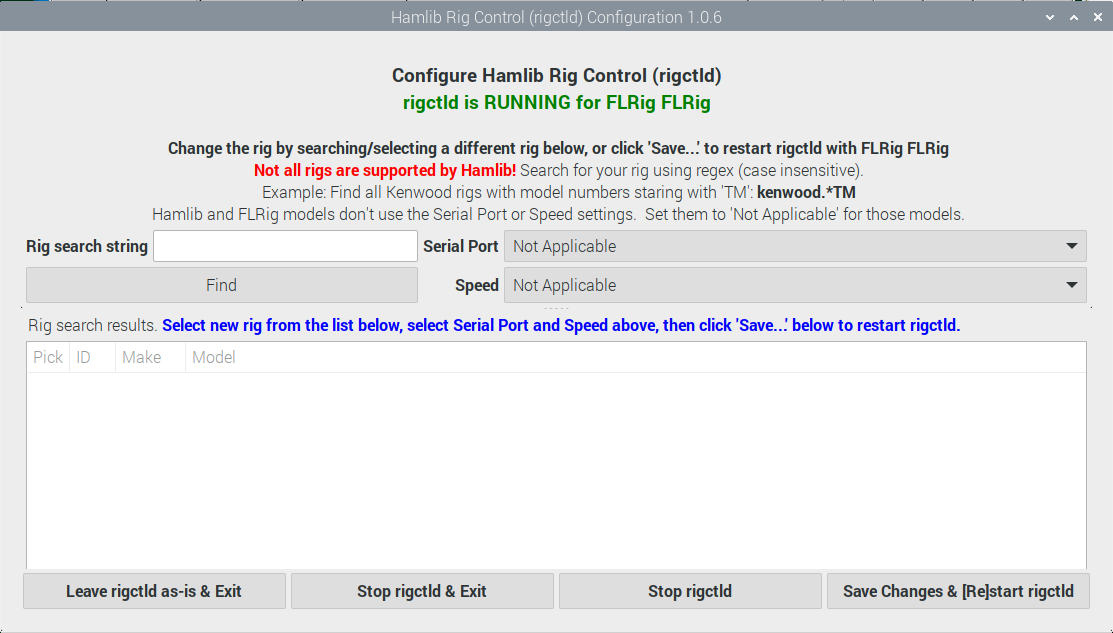 Hamlib Rig Control (rigctld) Configuration 1.0.6
Configure Hamlib Rig Control (rigctld)
rigctld is RUNNING for FLRig FLRig
Change the rig by searching/selecting a different rig below, or click 'Save...' to restart rigctld with FLRig FLRig
Not all rigs are supported by Hamlib! Search for your rig using regex (case insensitive).
Example: Find all Kenwood rigs with model numbers staring with 'TM': kenwood.*TM
Hamlib and FLRig models don't use the Serial Port or Speed settings.  Set them to 'Not Applicable' for those models.
Rig search string Serial Port Not Applicable
Find Speed Not Applicable
Rig search results. Select new rig from the list below, select Serial Port and Speed above, then click 'Save...' below to restart rigctld.
Pick ID Make Model
Leave rigctld as-is & Exit Stop rigctld & Exit Stop rigctld Save Changes & [Re]start rigctld